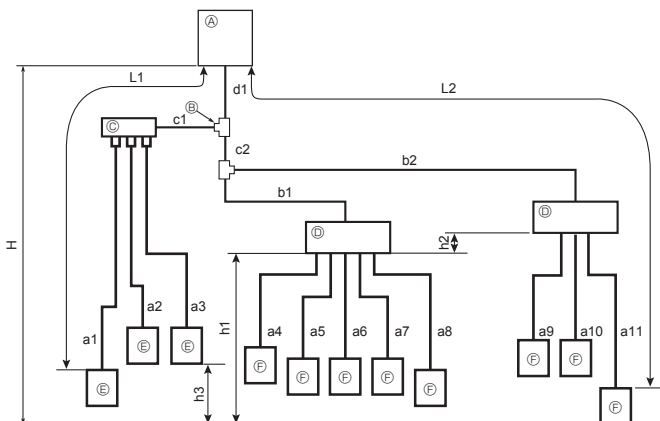 Ⓐ
L1
d1
L2
Ⓑ
Ⓒ
c1
c2
b2
b1
Ⓓ
Ⓓ
h2
H
h1
a1
a2
a3
a4
a5
a6
a7
a8
a9
a10
a11
Ⓔ
Ⓔ
Ⓔ
Ⓕ
Ⓕ
Ⓕ
Ⓕ
Ⓕ
Ⓕ
Ⓕ
Ⓕ
h3